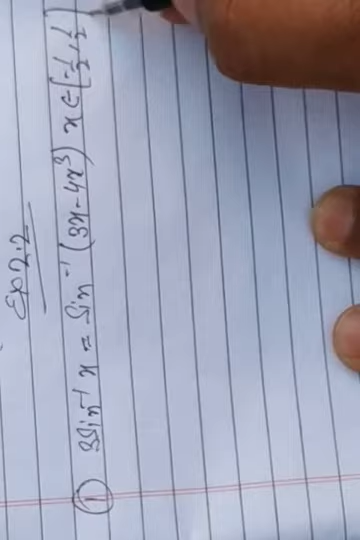 Ex 2.2
① 3Sin⁻¹ x = Sin⁻¹ (3x - 4x³) x ∈ [-1/2, 1/2]